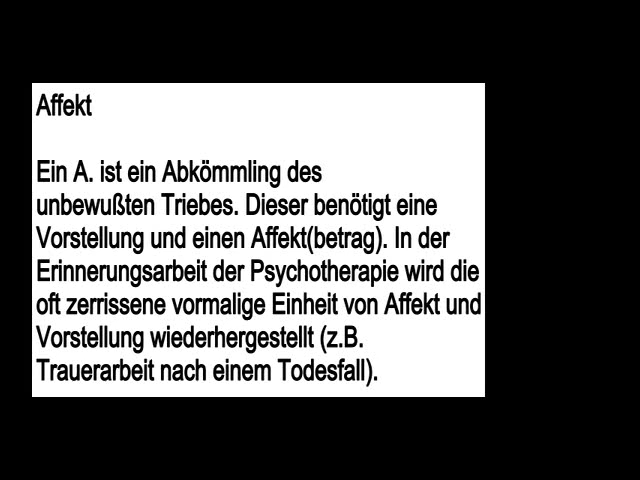 Affekt
Ein A. ist ein Abkömmling des
unbewußten Triebes. Dieser benötigt eine
Vorstellung und einen Affekt(betrag). In der
Erinnerungsarbeit der Psychotherapie wird die
oft zerrissene vormalige Einheit von Affekt und
Vorstellung wiederhergestellt (z.B.
Trauerarbeit nach einem Todesfall).